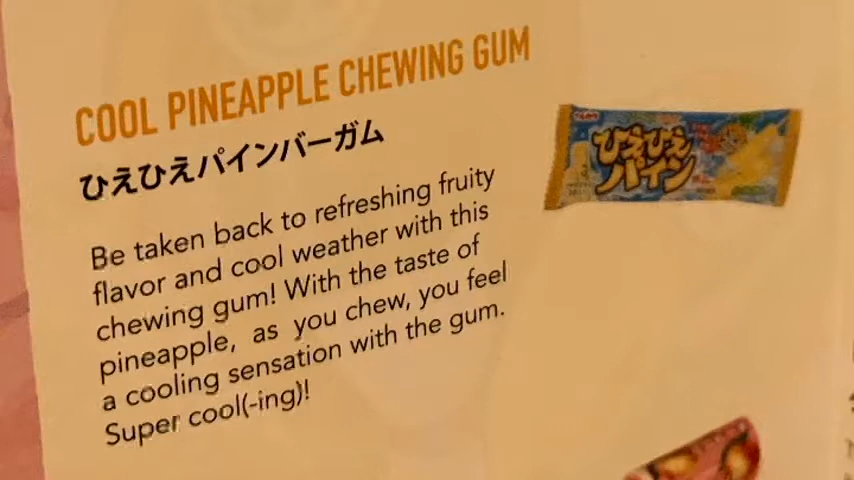 COOL PINEAPPLE CHEWING GUM
ひえひえパインバーガム
Be taken back to refreshing fruity
flavor and cool weather with this
chewing gum! With the taste of
pineapple, as you chew, you feel
a cooling sensation with the gum.
Super cool(-ing)!
ひえひえ
パイン